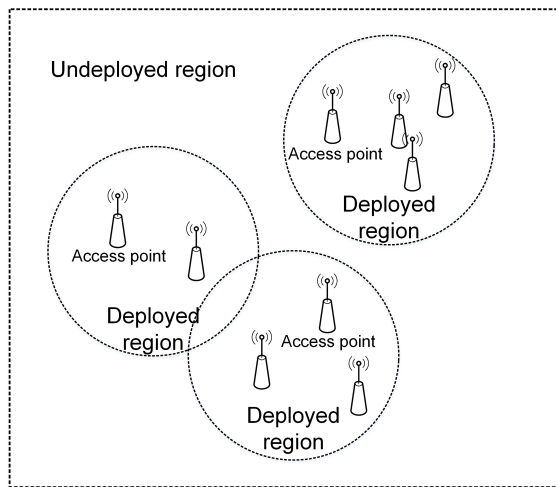 Undeployed region
Access point
Deployed
region
Access point
Deployed
region
Access point
Deployed
region